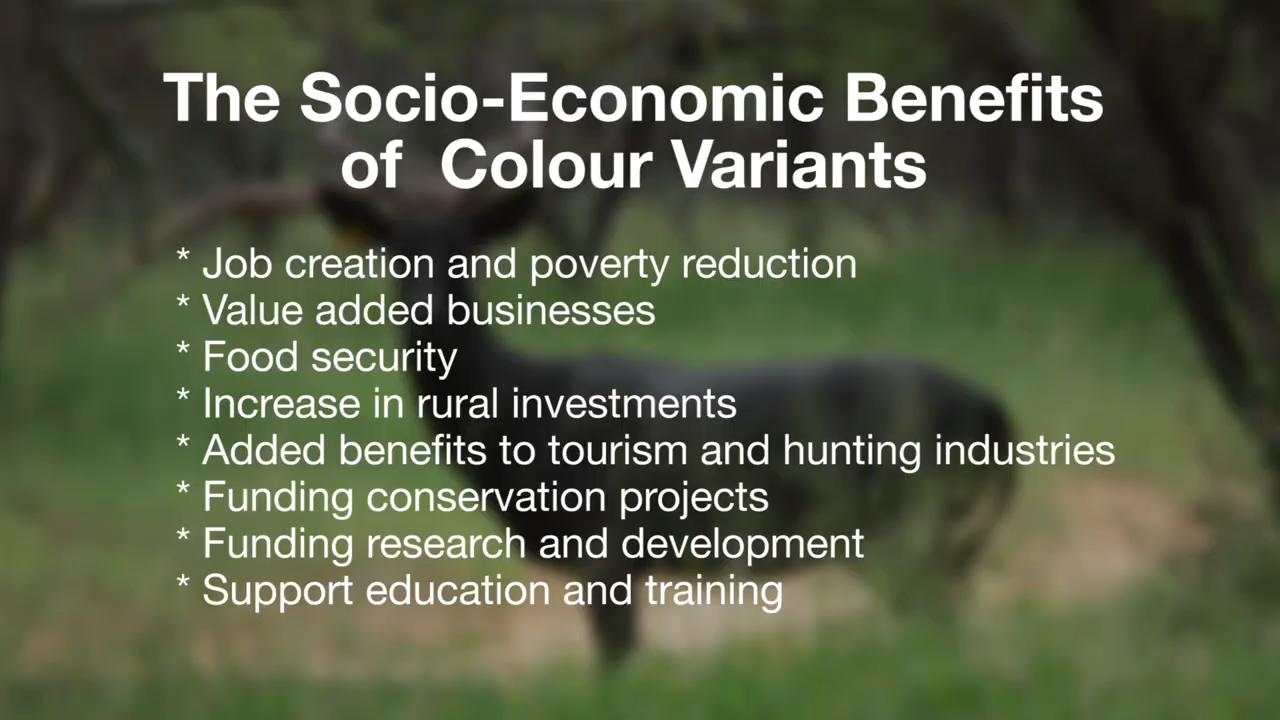 The Socio-Economic Benefits
of Colour Variants
* Job creation and poverty reduction
* Value added businesses
* Food security
* Increase in rural investments
* Added benefits to tourism and hunting industries
* Funding conservation projects
* Funding research and development
* Support education and training